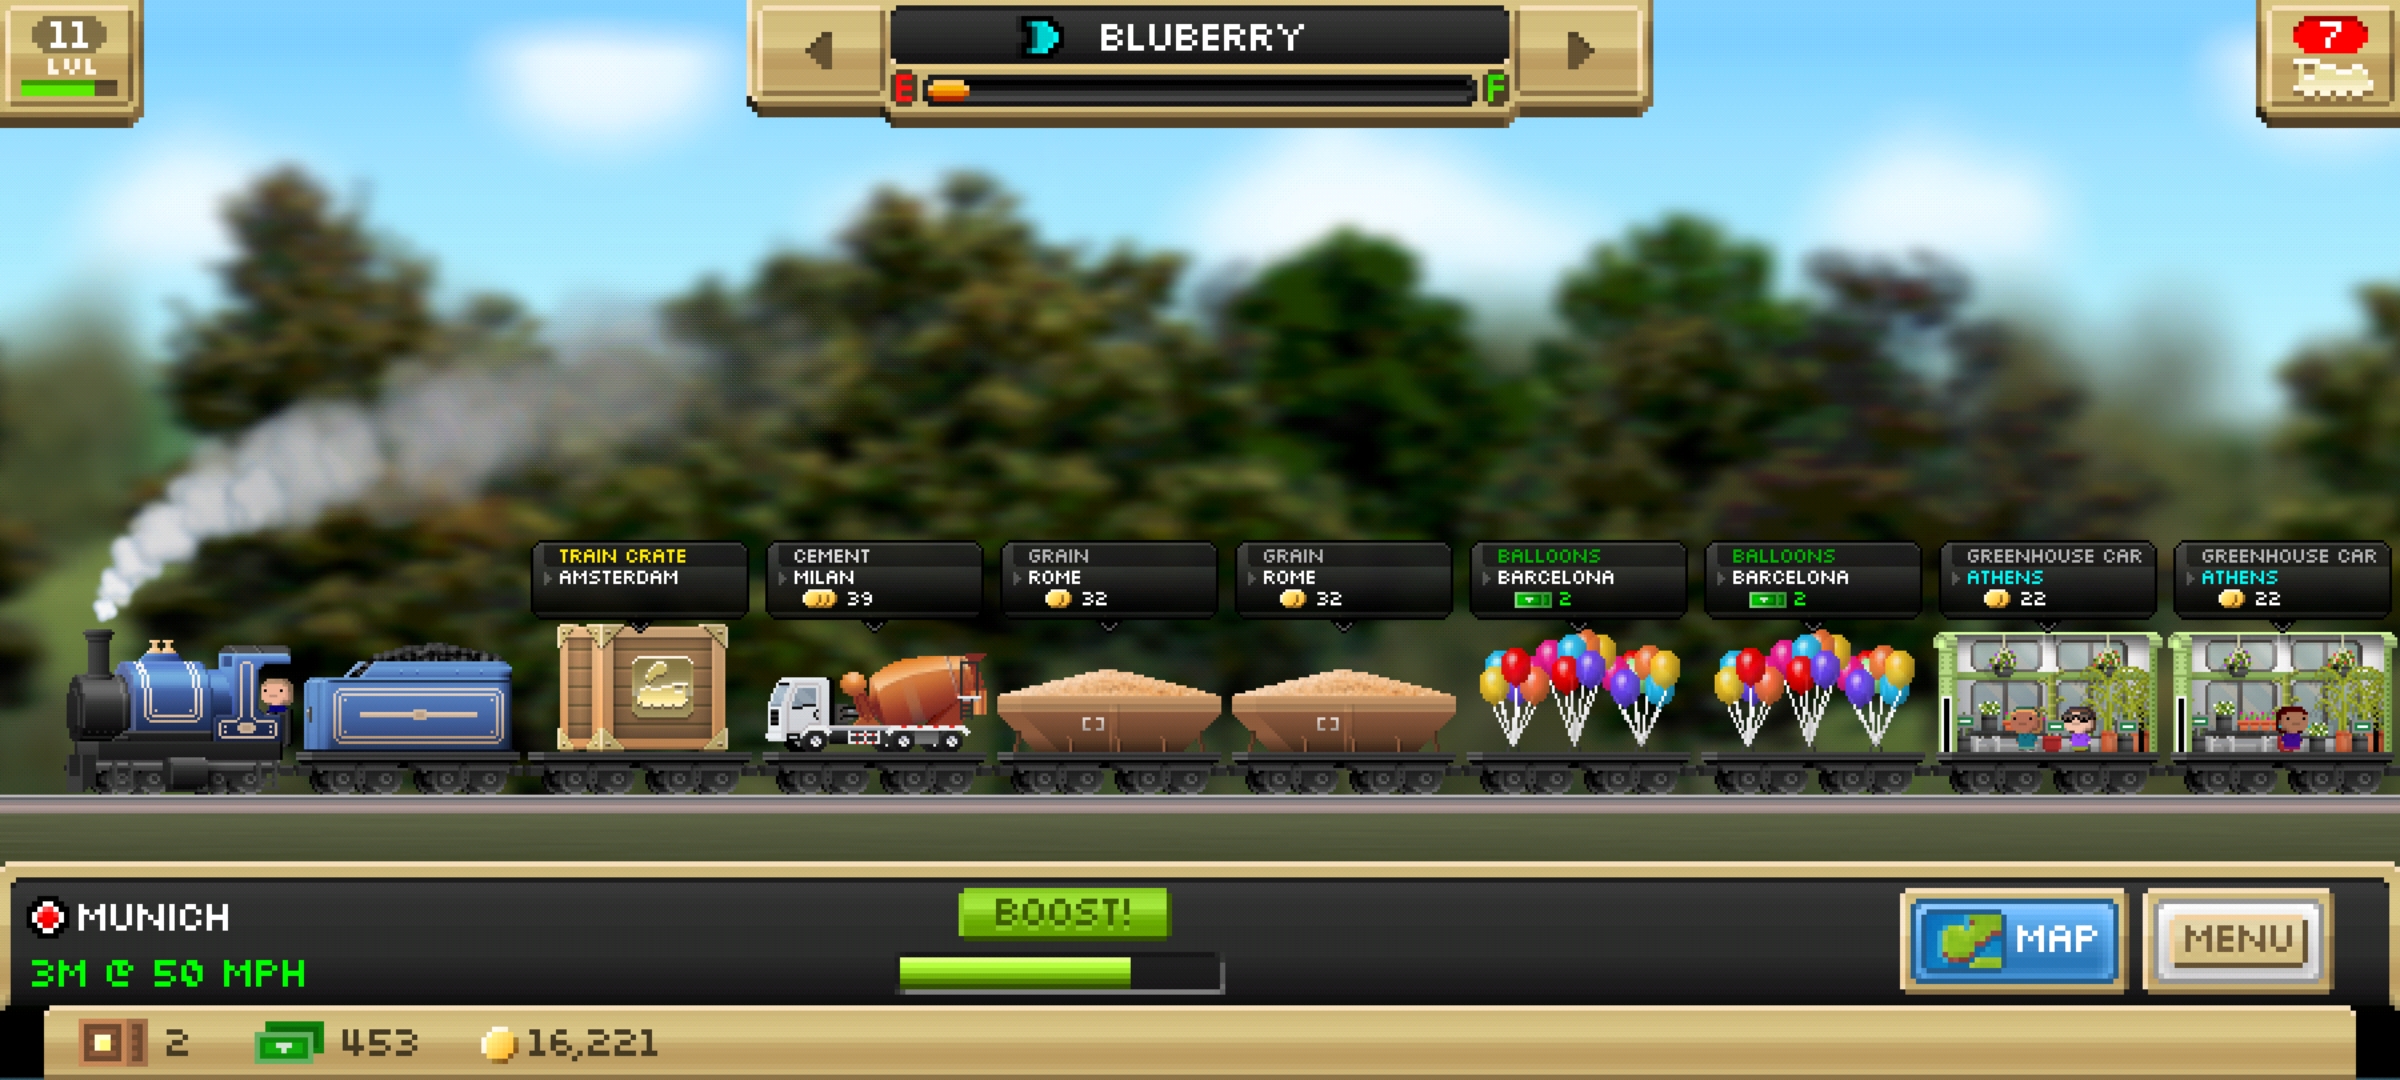 11
LVL
BLUBERRY
E F
7
TRAIN CRATE
AMSTERDAM
CEMENT
MILAN
39
GRAIN
ROME
32
GRAIN
ROME
32
BALLOONS
BARCELONA
2
BALLOONS
BARCELONA
2
GREENHOUSE CAR
ATHENS
22
GREENHOUSE CAR
ATHENS
22
MUNICH
3M @ 50 MPH
BOOST!
MAP
MENU
2
453
16,221